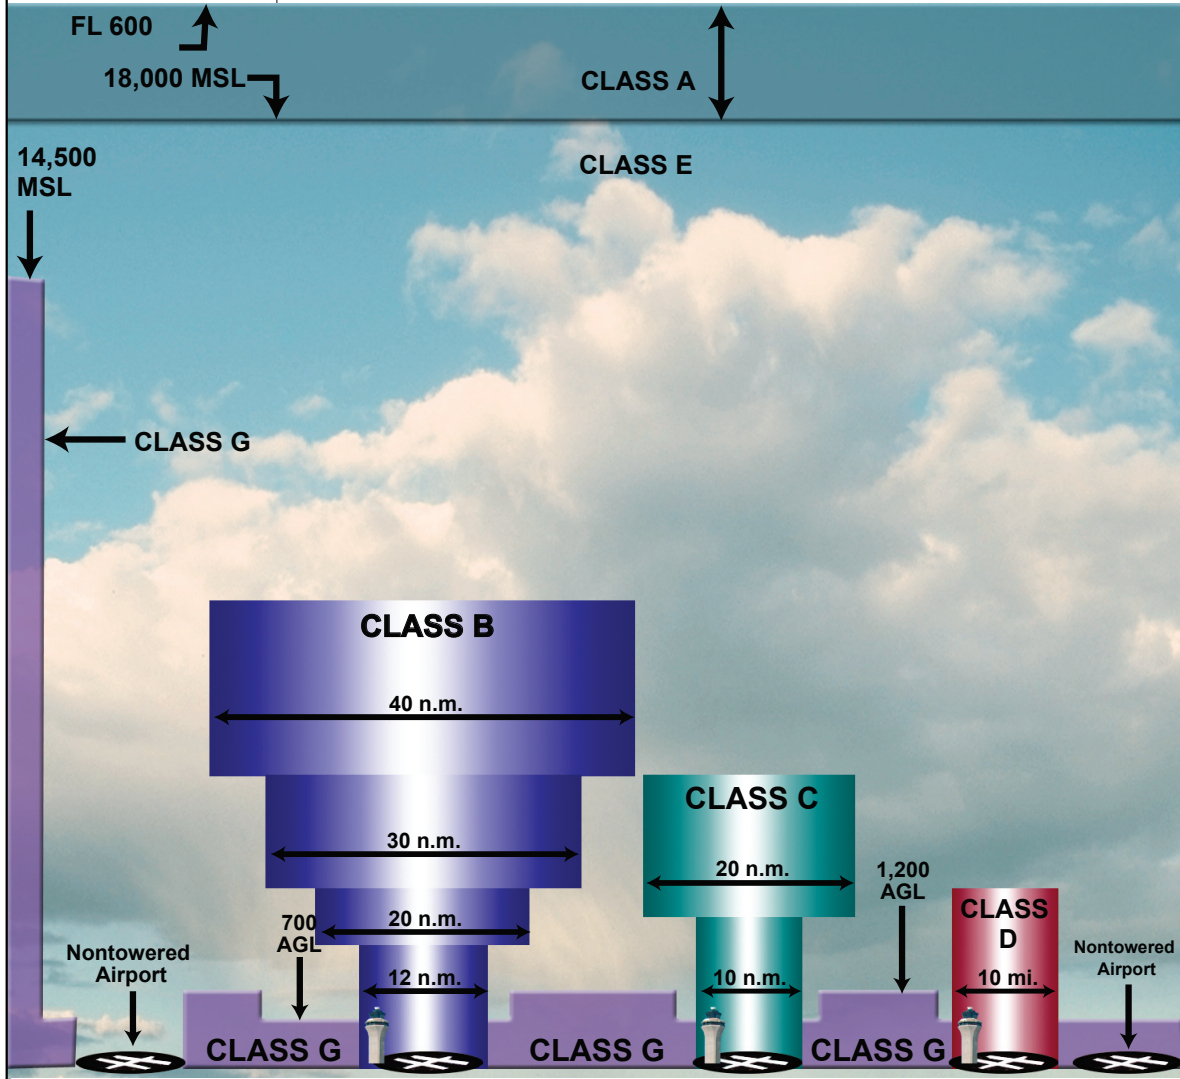 FL 600
18,000 MSL
CLASS A
14,500
MSL
CLASS E
CLASS G
CLASS B
40 n.m.
CLASS C
30 n.m.
20 n.m.
1,200
AGL
CLASS
D
700
AGL
20 n.m.
Nontowered
Airport
Nontowered
Airport
12 n.m.
10 n.m.
10 mi.
CLASS G
CLASS G
CLASS G